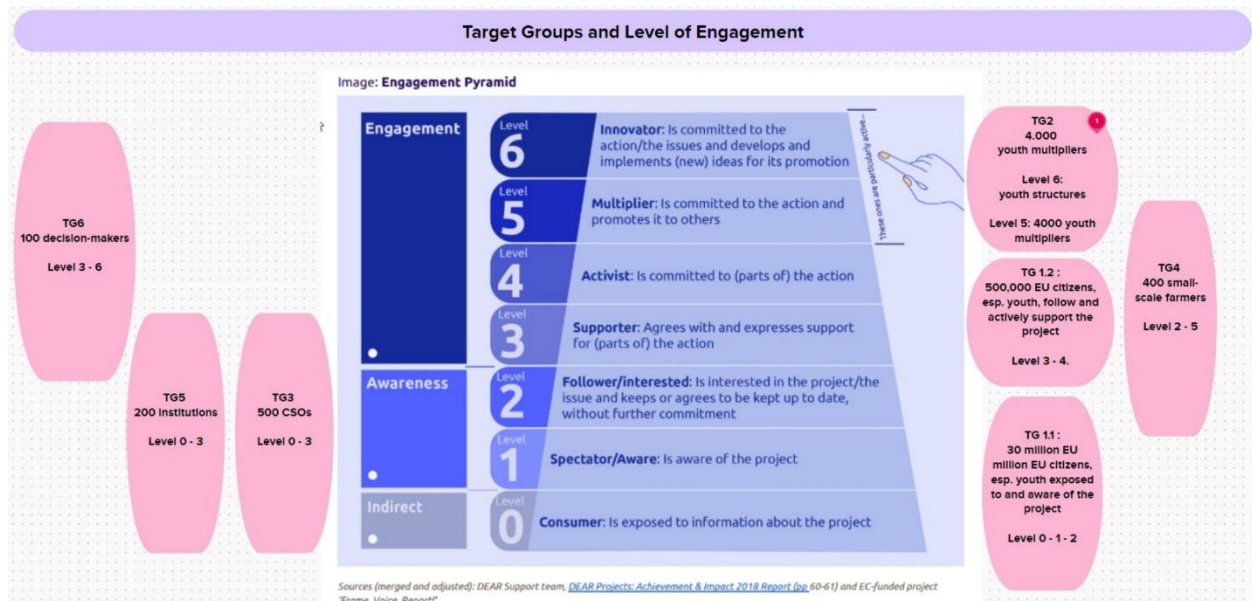 Target Groups and Level of Engagement
Image: Engagement Pyramid
TG6
100 decision-makers
Level 3 - 6
TG5
200 institutions
Level 0 - 3
TG3
500 CSOs
Level 0 - 3
Engagement
Level
6
Innovator: Is committed to the
action/the issues and develops and
implements (new) ideas for its promotion
Level
5
Multiplier: Is committed to the action and
promotes it to others
These ones are particularly active...
Level
4
Activist: Is committed to (parts of) the action
Level
3
Supporter: Agrees with and expresses support
for (parts of) the action
Awareness
Level
2
Follower/interested: Is interested in the project/the
issue and keeps or agrees to be kept up to date,
without further commitment
Level
1
Spectator/Aware: Is aware of the project
Indirect
Level
0
Consumer: Is exposed to information about the project
TG2
1
4.000
youth multipliers
Level 6:
youth structures
Level 5: 4000 youth
multipliers
TG 1.2 :
500,000 EU citizens,
esp. youth, follow and
actively support the
project
Level 3 - 4.
TG4
400 small-
scale farmers
Level 2 - 5
TG 1.1 :
30 million EU
million EU citizens,
esp. youth exposed
to and aware of the
project
Level 0 - 1 - 2
Sources (merged and adjusted): DEAR Support team, DEAR Projects: Achievement & Impact 2018 Report (pp 60-61) and EC-funded project
'Frame, Voice, Report!'